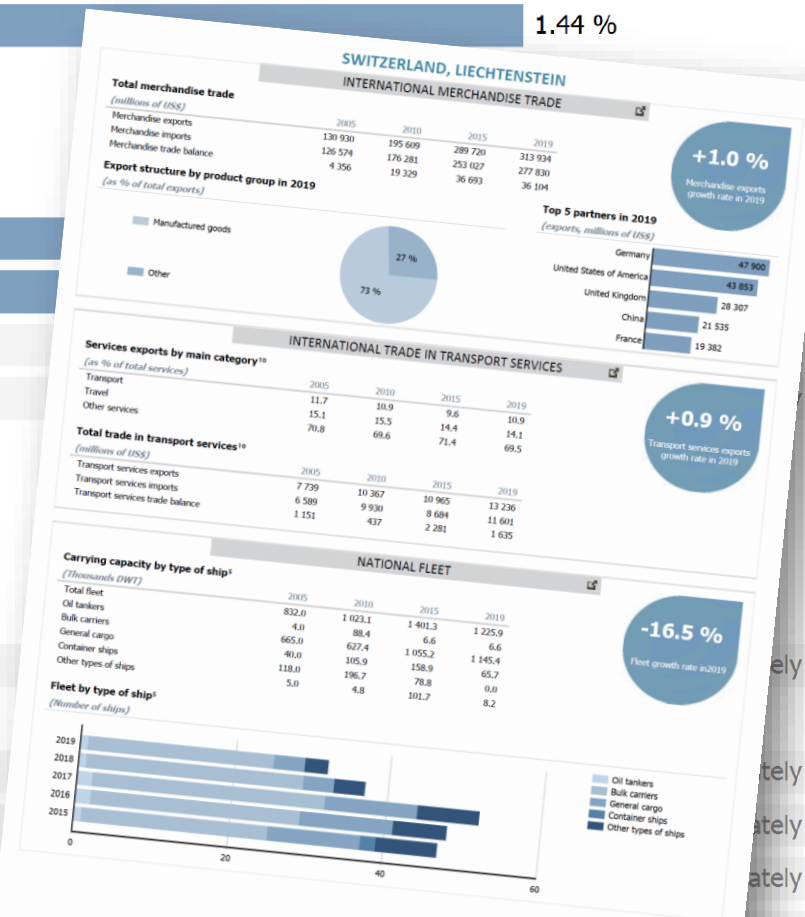 1.44 %
SWITZERLAND, LIECHTENSTEIN
INTERNATIONAL MERCHANDISE TRADE
Total merchandise trade
(millions of US$) 2005 2010 2015 2019
Merchandise exports 130 930 195 609 289 720 313 934
Merchandise imports 126 574 176 281 253 027 277 830
Merchandise trade balance 4 356 19 329 36 693 36 104
+1.0 %
Merchandise exports
growth rate in 2019
Export structure by product group in 2019
(as % of total exports)
Manufactured goods
Other
27 %
73 %
Top 5 partners in 2019
(exports, millions of US$)
Germany 47 900
United States of America 43 853
United Kingdom 28 307
China 21 535
France 19 382
INTERNATIONAL TRADE IN TRANSPORT SERVICES
Services exports by main category¹⁰
(as % of total services) 2005 2010 2015 2019
Transport 11.7 10.9 9.6 10.9
Travel 15.1 15.5 14.4 14.1
Other services 70.8 69.6 71.4 69.5
+0.9 %
Transport services exports
growth rate in 2019
Total trade in transport services¹⁰
(millions of US$) 2005 2010 2015 2019
Transport services exports 7 739 10 367 10 965 13 236
Transport services imports 6 589 9 930 8 684 11 601
Transport services trade balance 1 151 437 2 281 1 635
NATIONAL FLEET
Carrying capacity by type of ship⁵
(Thousands DWT) 2005 2010 2015 2019
Total fleet 832.0 1 023.1 1 401.3 1 225.9
Oil tankers 4.0 88.4 6.6 6.6
Bulk carriers 665.0 627.4 1 055.2 1 145.4
General cargo 40.0 105.9 158.9 65.7
Container ships 118.0 196.7 78.8 0.0
Other types of ships 5.0 4.8 101.7 8.2
-16.5 %
Fleet growth rate in2019
Fleet by type of ship⁵
(Number of ships)
2019
2018
2017
2016
2015
0 20 40 60
Oil tankers
Bulk carriers
General cargo
Container ships
Other types of ships
ely
tely
ately
ately